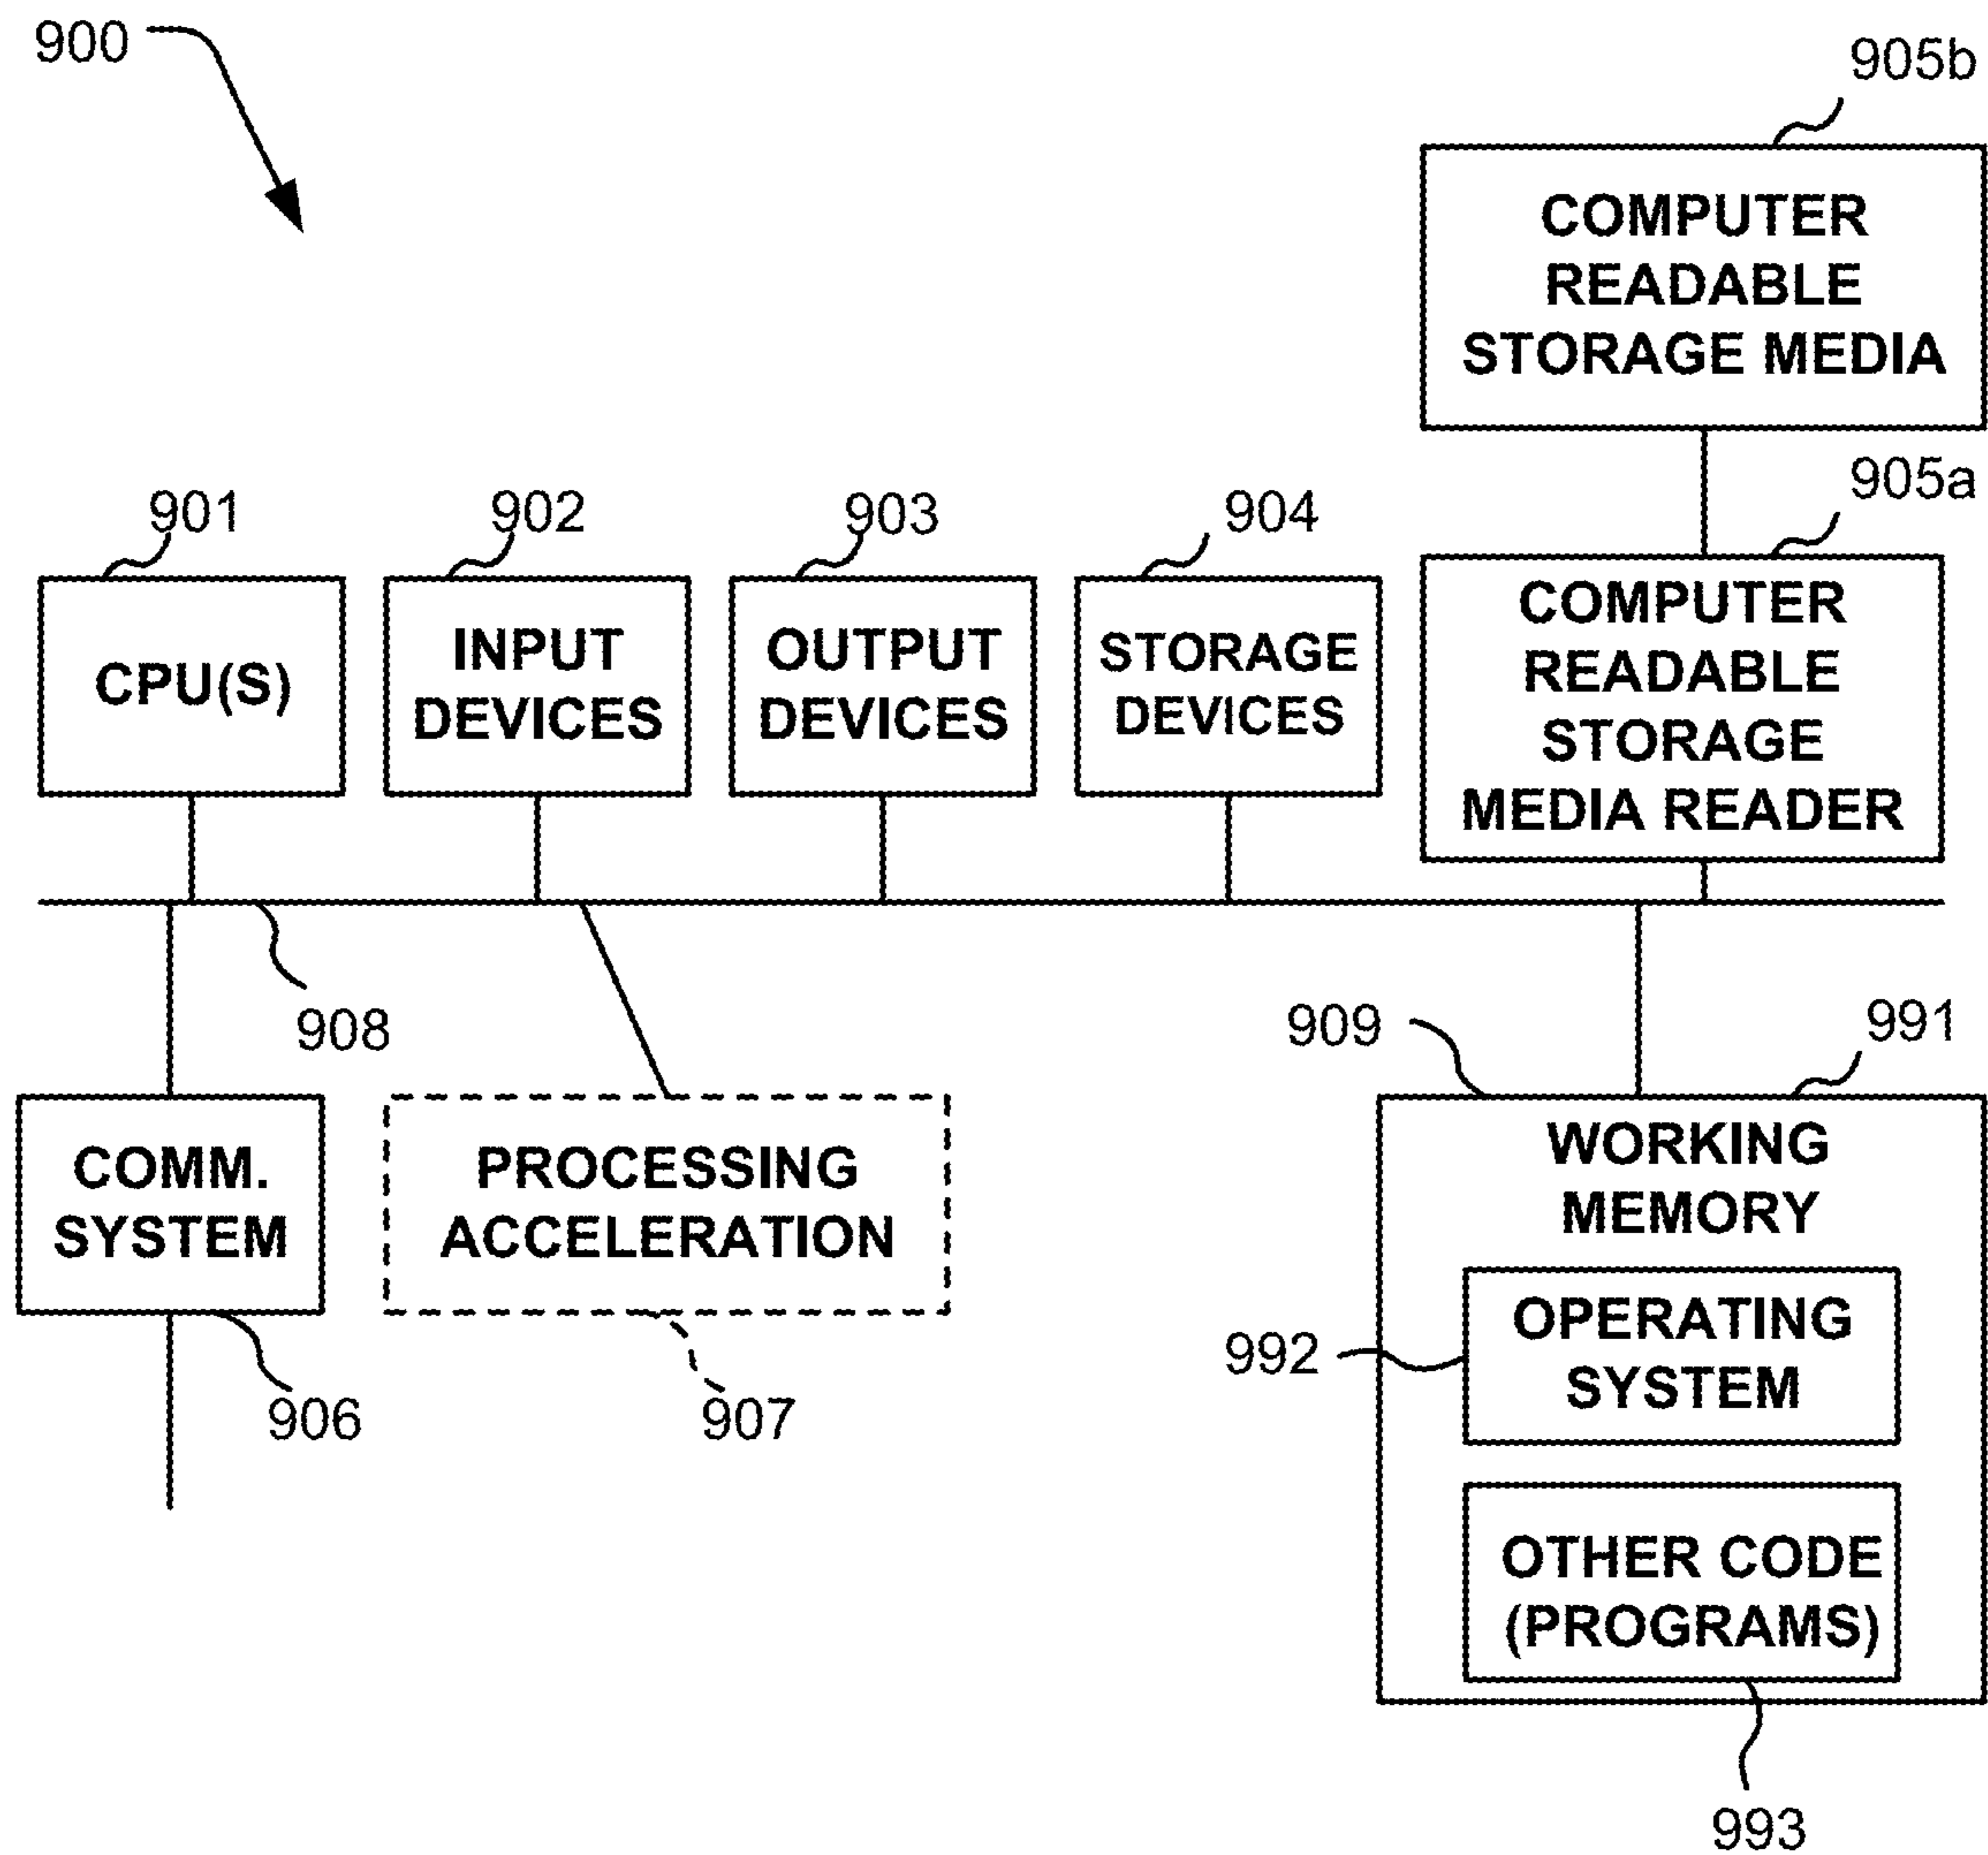 900
905b
COMPUTER
READABLE
STORAGE MEDIA
901
902
903
904
905a
CPU(S)
INPUT
DEVICES
OUTPUT
DEVICES
STORAGE
DEVICES
COMPUTER
READABLE
STORAGE
MEDIA READER
908
909
991
COMM.
SYSTEM
PROCESSING
ACCELERATION
WORKING
MEMORY
906
907
992
OPERATING
SYSTEM
OTHER CODE
(PROGRAMS)
993